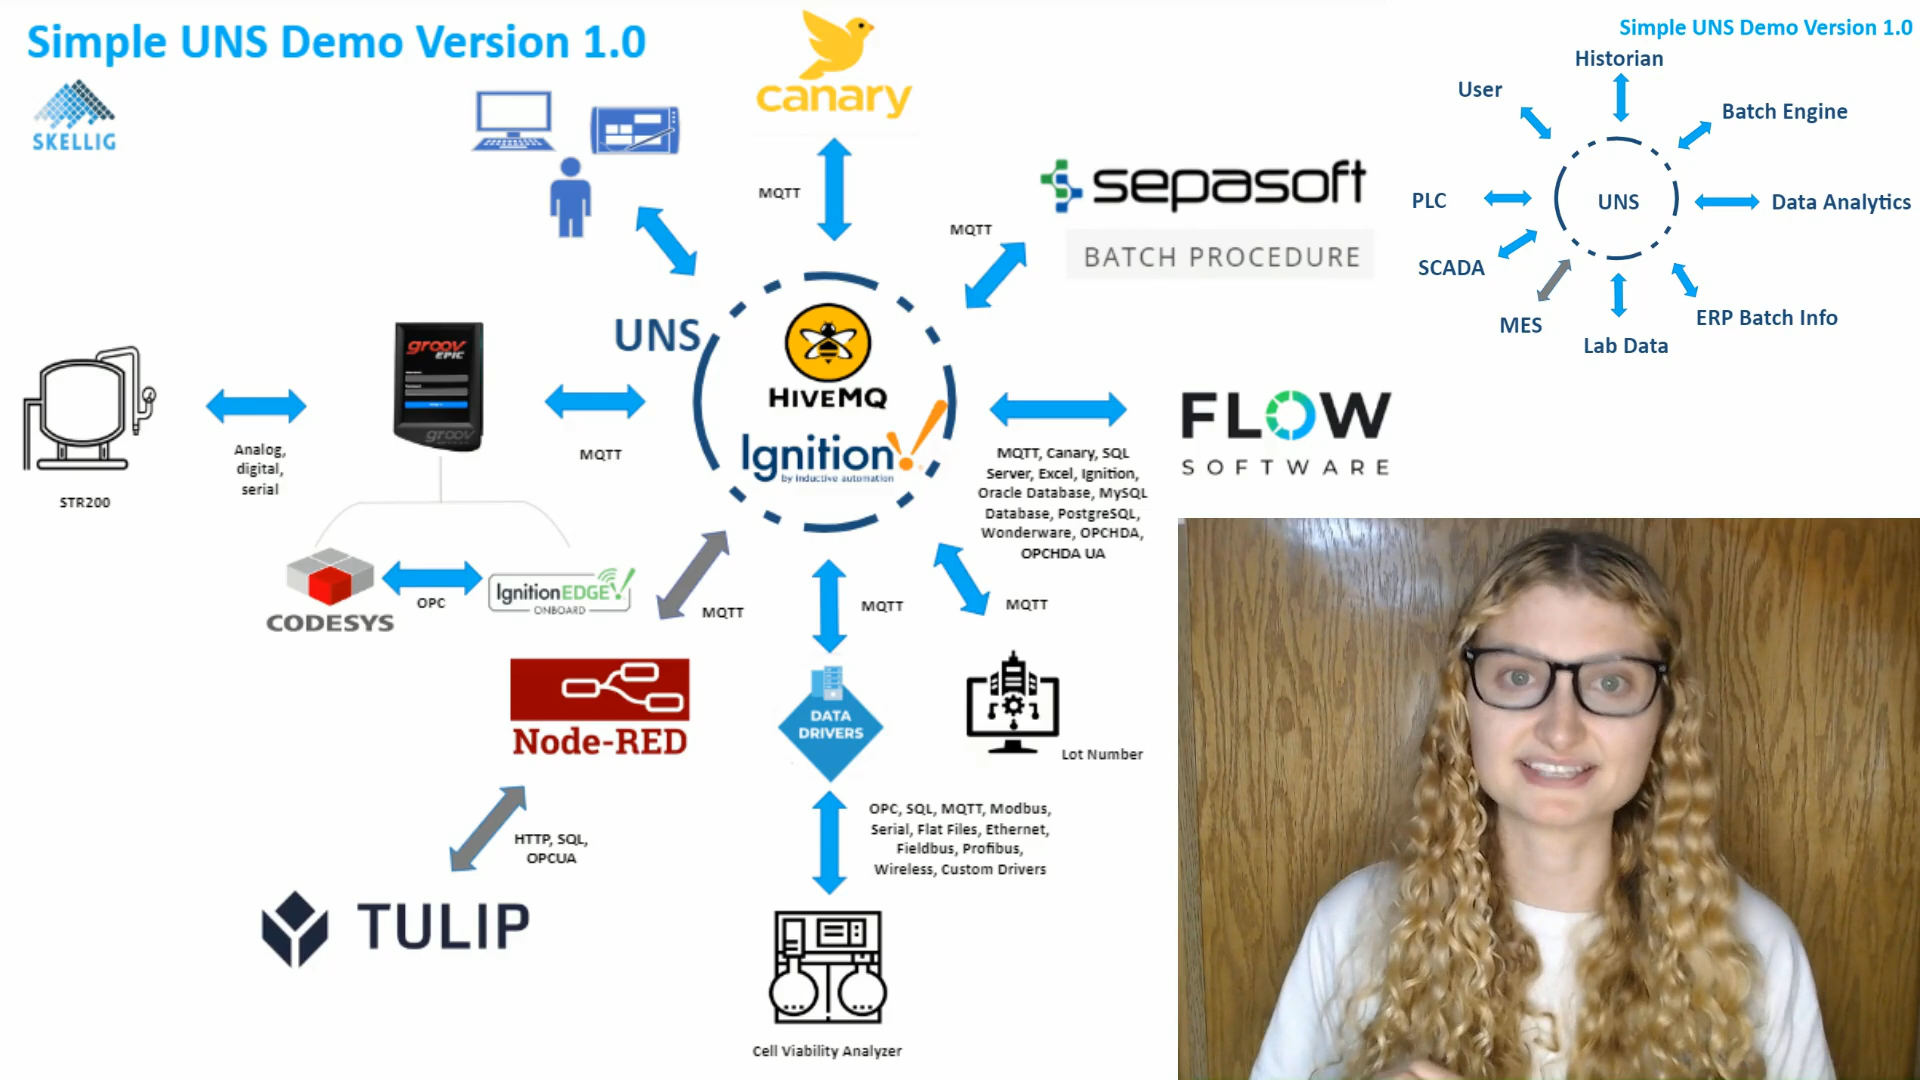 Simple UNS Demo Version 1.0
SKELLIG
canary
MQTT
sepasoft
BATCH PROCEDURE
MQTT
UNS
HIVEMQ
Ignition!
by inductive automation
groov
EPIC
groov
MQTT
Analog,
digital,
serial
STR200
FLOW
SOFTWARE
MQTT, Canary, SQL
Server, Excel, Ignition,
Oracle Database, MySQL
Database, PostgreSQL,
Wonderware, OPCHDA,
OPCHDA UA
CODESYS
OPC
IgnitionEDGE!
ONBOARD
MQTT
MQTT
MQTT
Node-RED
DATA
DRIVERS
Lot Number
HTTP, SQL,
OPCUA
OPC, SQL, MQTT, Modbus,
Serial, Flat Files, Ethernet,
Fieldbus, Profibus,
Wireless, Custom Drivers
TULIP
Cell Viability Analyzer
Simple UNS Demo Version 1.0
Historian
User
Batch Engine
PLC
UNS
Data Analytics
SCADA
MES
ERP Batch Info
Lab Data